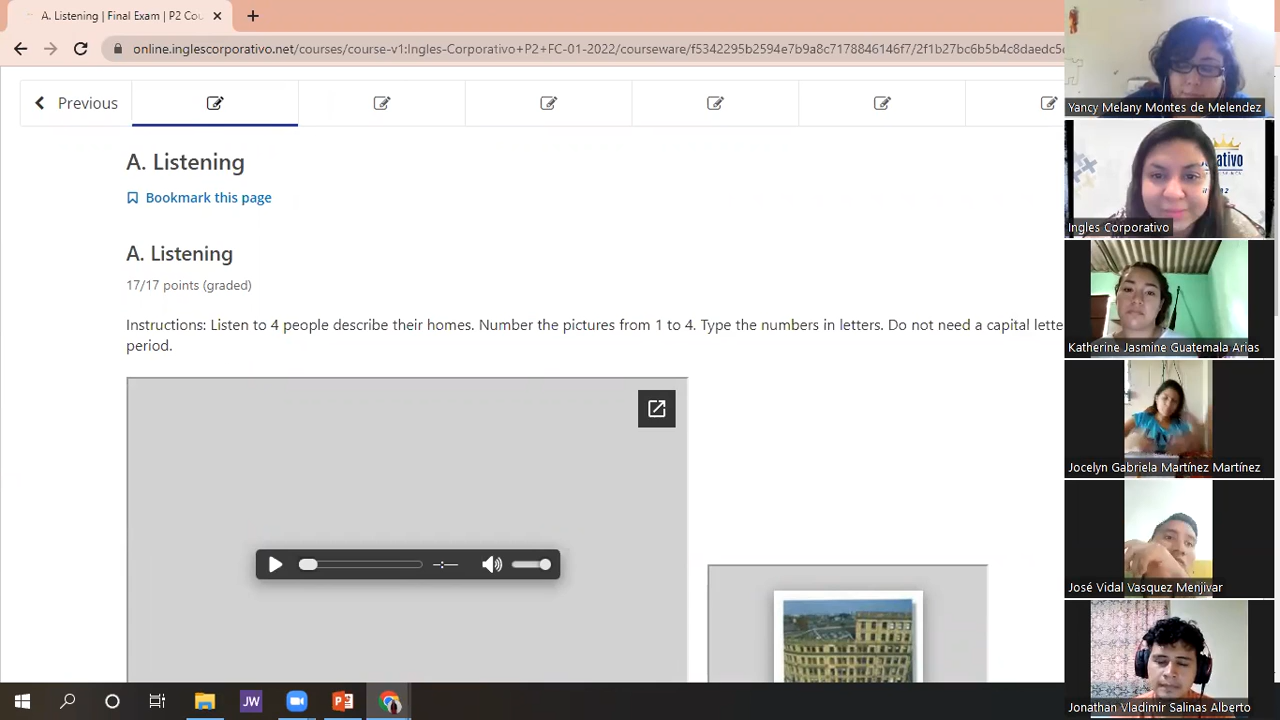 A. Listening | Final Exam | P2 Cou
online.inglescorporativo.net/courses/course-v1:Ingles-Corporativo+P2+FC-01-2022/courseware/f5342295b2594e7b9a8c7178846146f7/2f1b27bc6b5b4c8daedc5c
Previous
A. Listening
Bookmark this page
A. Listening
17/17 points (graded)
Instructions: Listen to 4 people describe their homes. Number the pictures from 1 to 4. Type the numbers in letters. Do not need a capital lette
period.
-:--
JW
Yancy Melany Montes de Melendez
Ingles Corporativo
Katherine Jasmine Guatemala Arias
Jocelyn Gabriela Martínez Martínez
José Vidal Vasquez Menjivar
Jonathan Vladimir Salinas Alberto